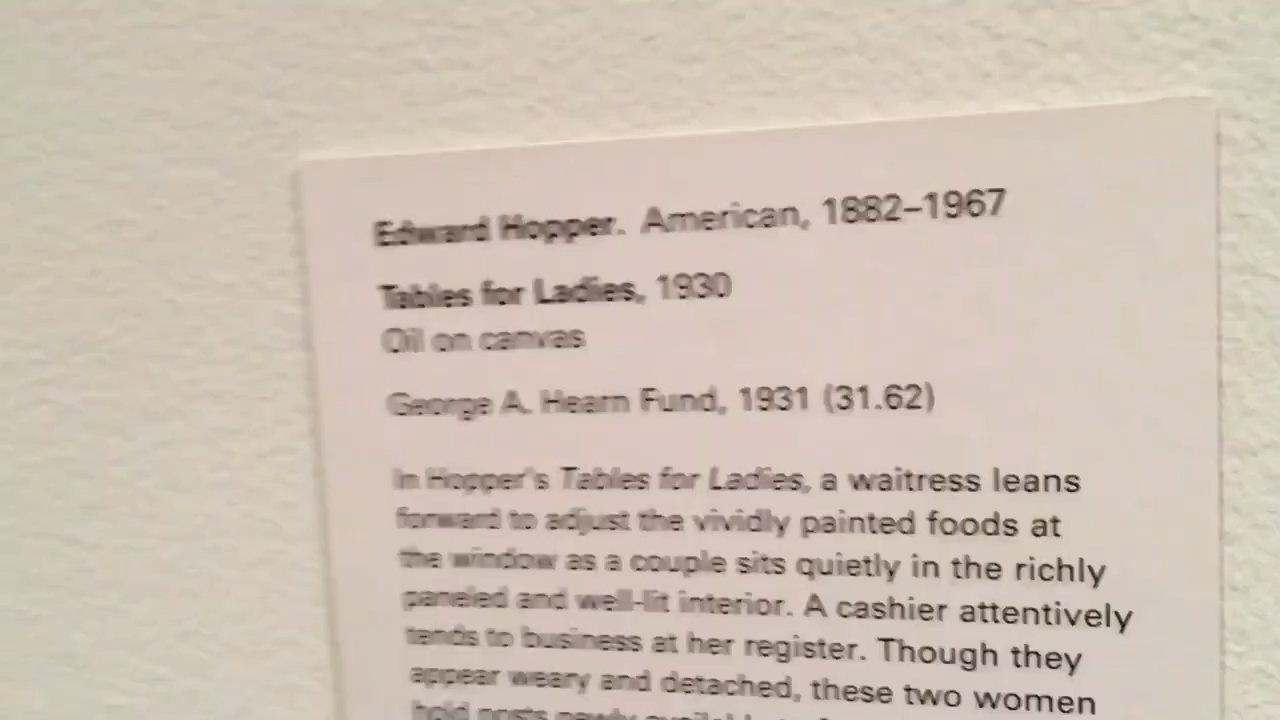 Edward Hopper. American, 1882–1967
Tables for Ladies, 1930
Oil on canvas
George A. Hearn Fund, 1931 (31.62)
In Hopper's Tables for Ladies, a waitress leans
forward to adjust the vividly painted foods at
the window as a couple sits quietly in the richly
paneled and well-lit interior. A cashier attentively
tends to business at her register. Though they
appear weary and detached, these two women
hold posts newly